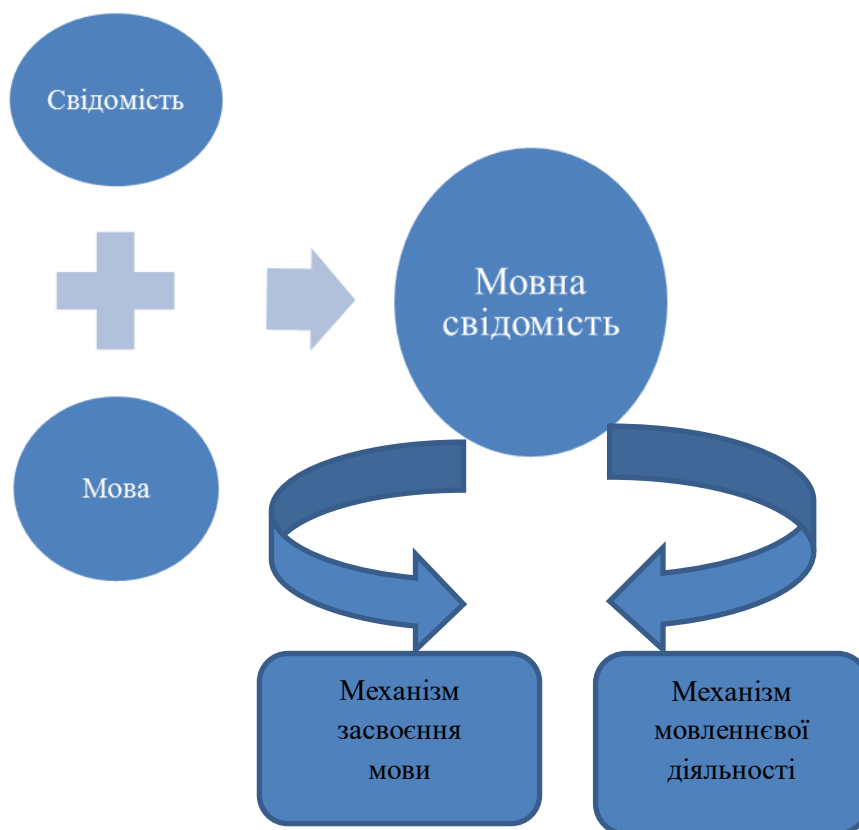 Свідомість
Мова
Мовна
свідомість
Механізм
засвоєння
мови
Механізм
мовленнєвої
діяльності